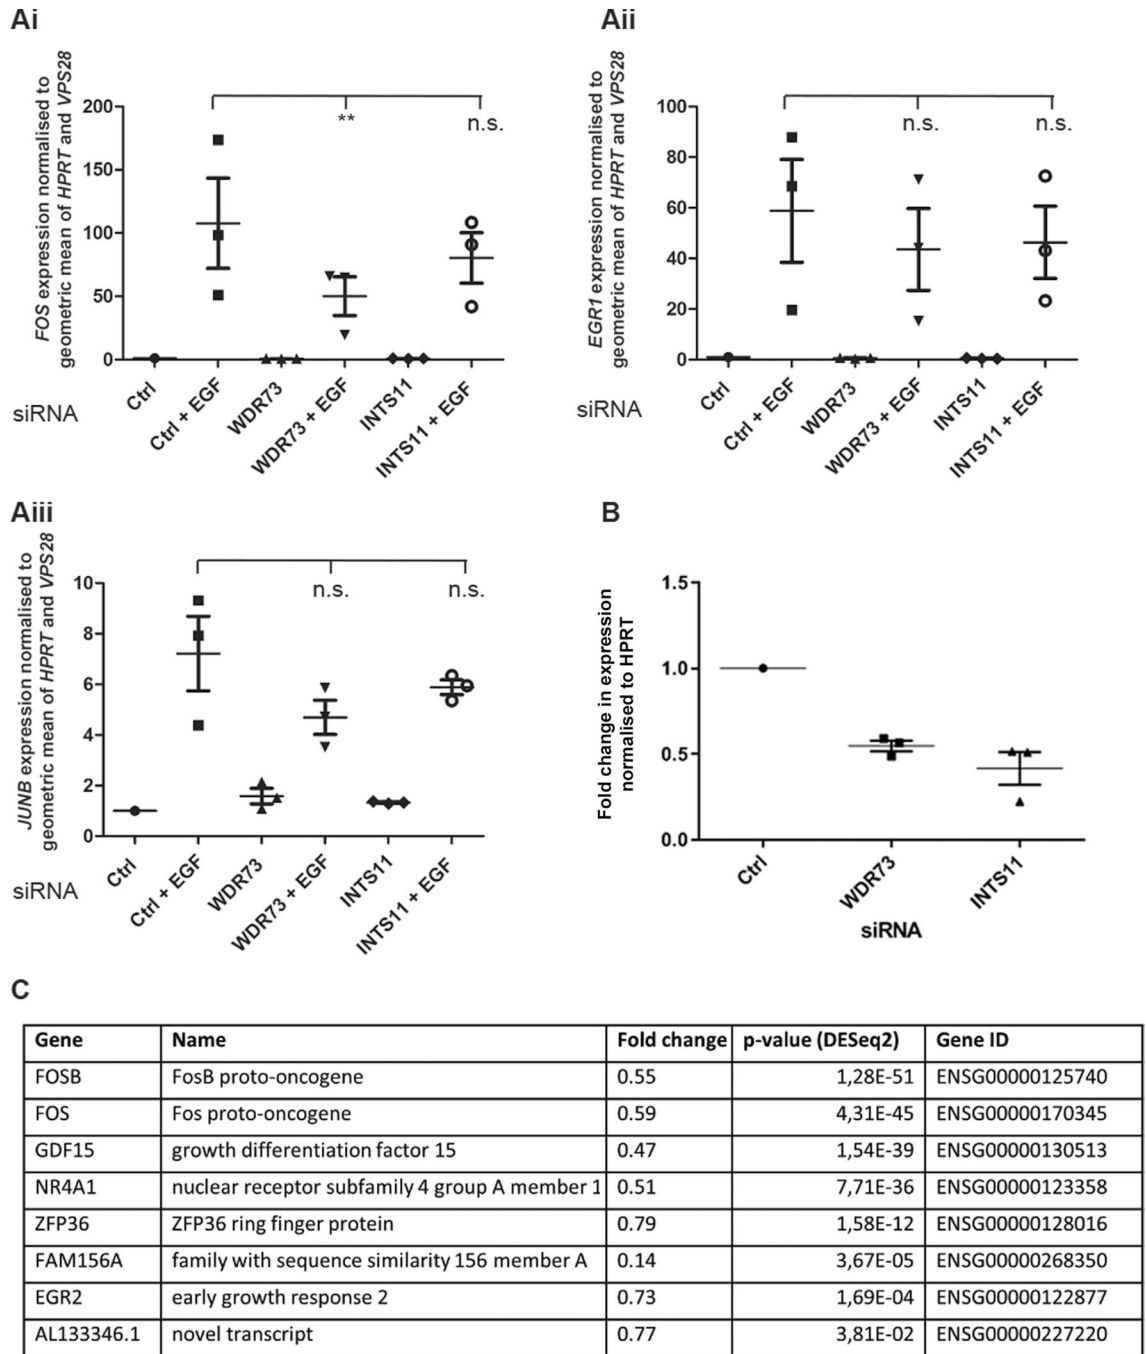 Ai
FOS expression normalised to
geometric mean of HPRT and VPS28
200
150
100
50
0
**
n.s.
siRNA
Ctrl
Ctrl + EGF
WDR73
WDR73 + EGF
INTS11
INTS11 + EGF
Aii
EGR1 expression normalised to
geometric mean of HPRT and VPS28
100
80
60
40
20
0
n.s.
n.s.
siRNA
Ctrl
Ctrl + EGF
WDR73
WDR73 + EGF
INTS11
INTS11 + EGF
Aiii
JUNB expression normalised to
geometric mean of HPRT and VPS28
10
8
6
4
2
0
n.s.
n.s.
siRNA
Ctrl
Ctrl + EGF
WDR73
WDR73 + EGF
INTS11
INTS11 + EGF
B
Fold change in expression
normalised to HPRT
1.5
1.0
0.5
0.0
Ctrl
WDR73
INTS11
siRNA
C
Gene Name Fold change p-value (DESeq2) Gene ID
FOSB FosB proto-oncogene 0.55 1,28E-51 ENSG00000125740
FOS Fos proto-oncogene 0.59 4,31E-45 ENSG00000170345
GDF15 growth differentiation factor 15 0.47 1,54E-39 ENSG00000130513
NR4A1 nuclear receptor subfamily 4 group A member 1 0.51 7,71E-36 ENSG00000123358
ZFP36 ZFP36 ring finger protein 0.79 1,58E-12 ENSG00000128016
FAM156A family with sequence similarity 156 member A 0.14 3,67E-05 ENSG00000268350
EGR2 early growth response 2 0.73 1,69E-04 ENSG00000122877
AL133346.1 novel transcript 0.77 3,81E-02 ENSG00000227220